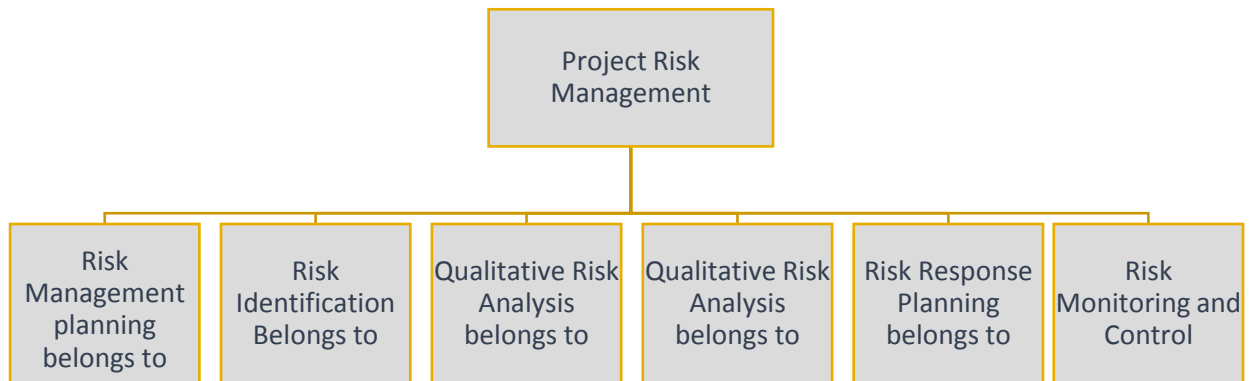 Project Risk
Management
Risk
Management
planning
belongs to
Risk
Identification
Belongs to
Qualitative Risk
Analysis
belongs to
Qualitative Risk
Analysis
belongs to
Risk Response
Planning
belongs to
Risk
Monitoring and
Control